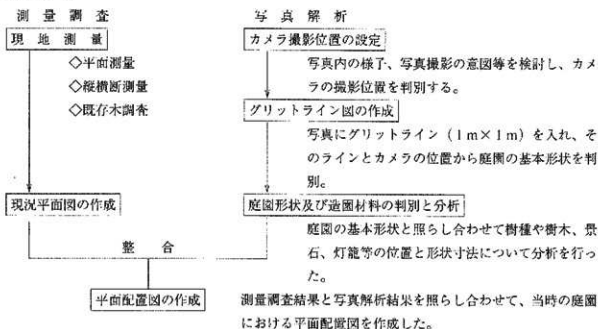 測量調査
写真解析
現地測量
カメラ撮影位置の設定
◇平面測量
◇縦横断測量
◇既存木調査
写真内の様子、写真撮影の意図等を検討し、カメ
ラの撮影位置を判別する。
グリットライン図の作成
写真にグリットライン（1m×1m）を入れ、そ
のラインとカメラの位置から庭園の基本形状を判
別。
現況平面図の作成
庭園形状及び造園材料の判別と分析
庭園の基本形状と照らし合わせて樹種や樹木、景
石、灯籠等の位置と形状寸法について分析を行っ
た。
整合
平面配置図の作成
測量調査結果と写真解析結果を照らし合わせて、当時の庭園
における平面配置図を作成した。